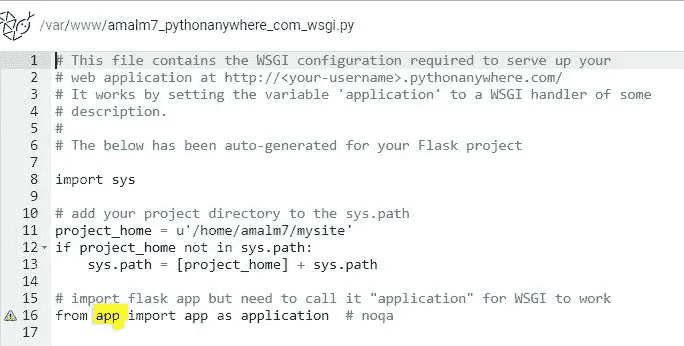 /var/www/amalm7_pythonanywhere_com_wsgi.py
1 # This file contains the WSGI configuration required to serve up your
2 # web application at http://<your-username>.pythonanywhere.com/
3 # It works by setting the variable 'application' to a WSGI handler of some
4 # description.
5 #
6 # The below has been auto-generated for your Flask project
7
8 import sys
9
10 # add your project directory to the sys.path
11 project_home = u'/home/amalm7/mysite'
12 if project_home not in sys.path:
13     sys.path = [project_home] + sys.path
14
15 # import flask app but need to call it "application" for WSGI to work
16 from app import app as application  # noqa
17